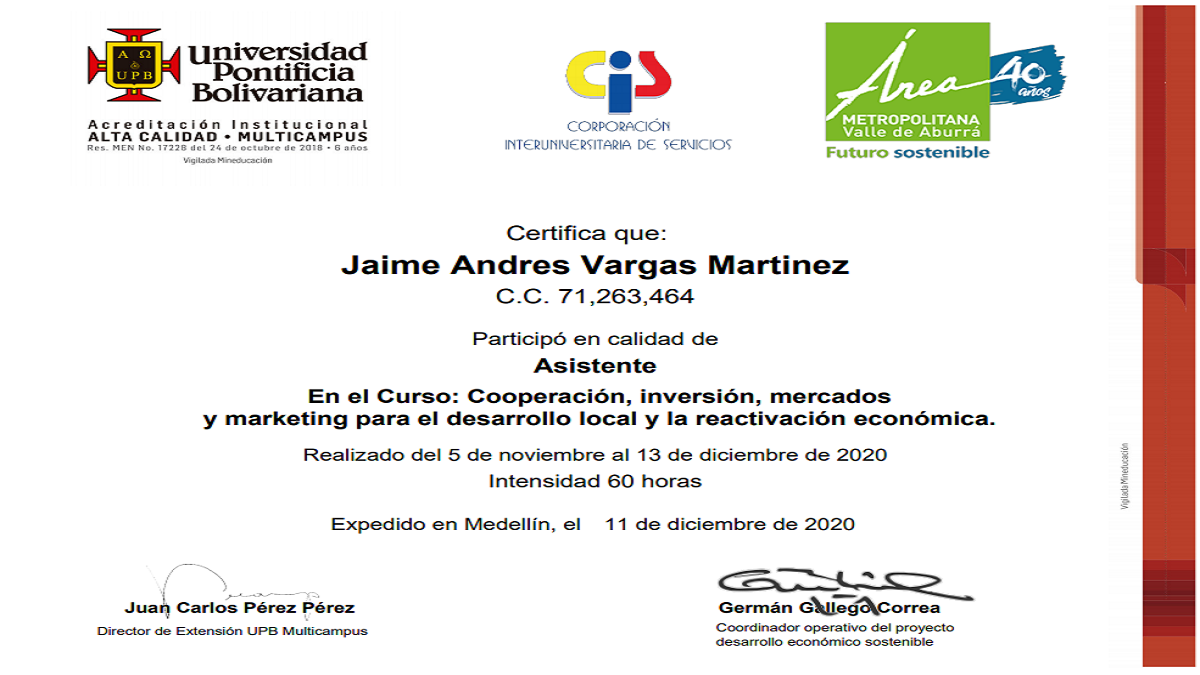 Α Ω
UPB
Universidad
Pontificia
Bolivariana
Acreditación Institucional
ALTA CALIDAD • MULTICAMPUS
Res. MEN No. 17228 del 24 de octubre de 2018 • 6 años
Vigilada Mineducación
CIS
CORPORACIÓN
INTERUNIVERSITARIA DE SERVICIOS
Área 40
años
METROPOLITANA
Valle de Aburrá
Futuro sostenible
Certifica que:
Jaime Andres Vargas Martinez
C.C. 71,263,464
Participó en calidad de
Asistente
En el Curso: Cooperación, inversión, mercados
y marketing para el desarrollo local y la reactivación económica.
Realizado del 5 de noviembre al 13 de diciembre de 2020
Intensidad 60 horas
Expedido en Medellín, el 11 de diciembre de 2020
Juan Carlos Pérez Pérez
Director de Extensión UPB Multicampus
Germán Gallego Correa
Coordinador operativo del proyecto
desarrollo económico sostenible
Vigilada Mineducación